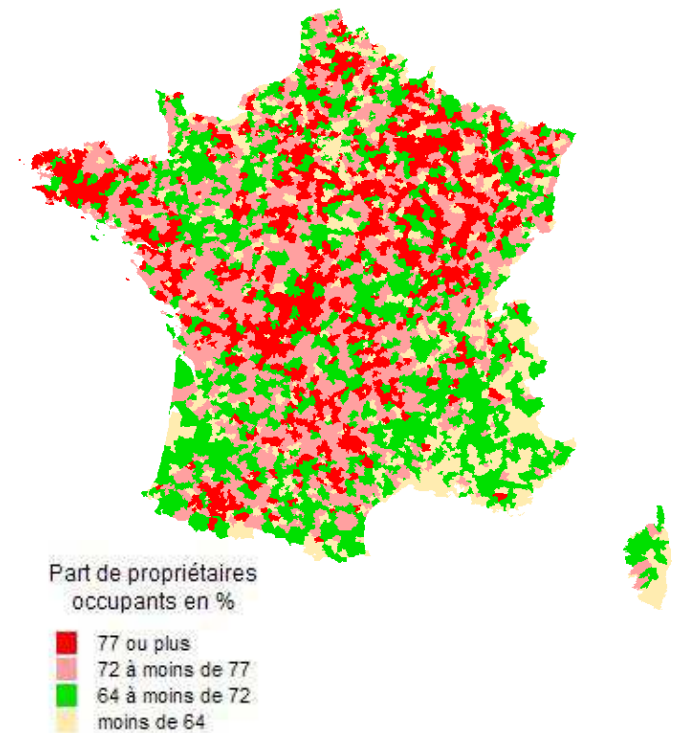 Part de propriétaires
occupants en %
77 ou plus
72 à moins de 77
64 à moins de 72
moins de 64